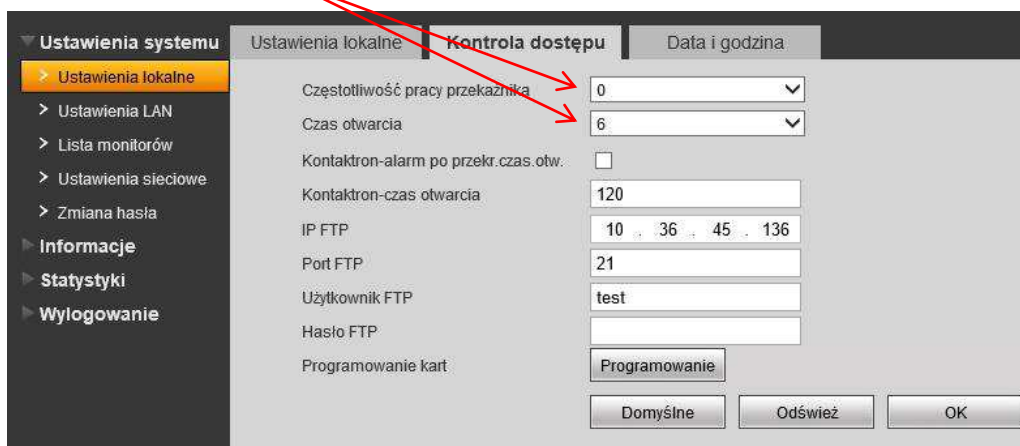 Ustawienia systemu
Ustawienia lokalne
Ustawienia LAN
Lista monitorów
Ustawienia sieciowe
Zmiana hasła
Informacje
Statystyki
Wylogowanie
Ustawienia lokalne Kontrola dostępu Data i godzina
Częstotliwość pracy przekaźnika 0
Czas otwarcia 6
Kontaktron-alarm po przekr.czas.otw.
Kontaktron-czas otwarcia 120
IP FTP 10 . 36 . 45 . 136
Port FTP 21
Użytkownik FTP test
Hasło FTP
Programowanie kart Programowanie
Domyślne Odśwież OK